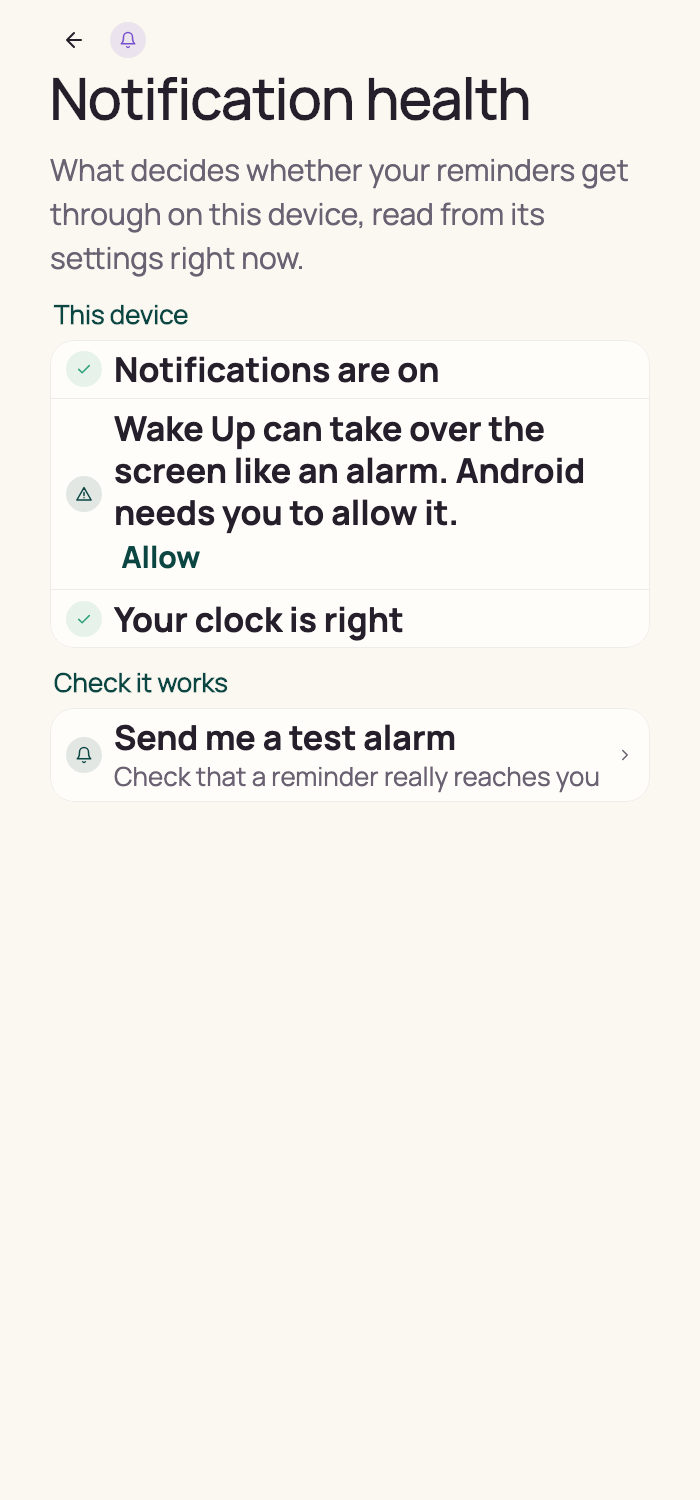 Notification health
What decides whether your reminders get
through on this device, read from its
settings right now.
This device
Notifications are on
Wake Up can take over the
screen like an alarm. Android
needs you to allow it.
Allow
Your clock is right
Check it works
Send me a test alarm
Check that a reminder really reaches you